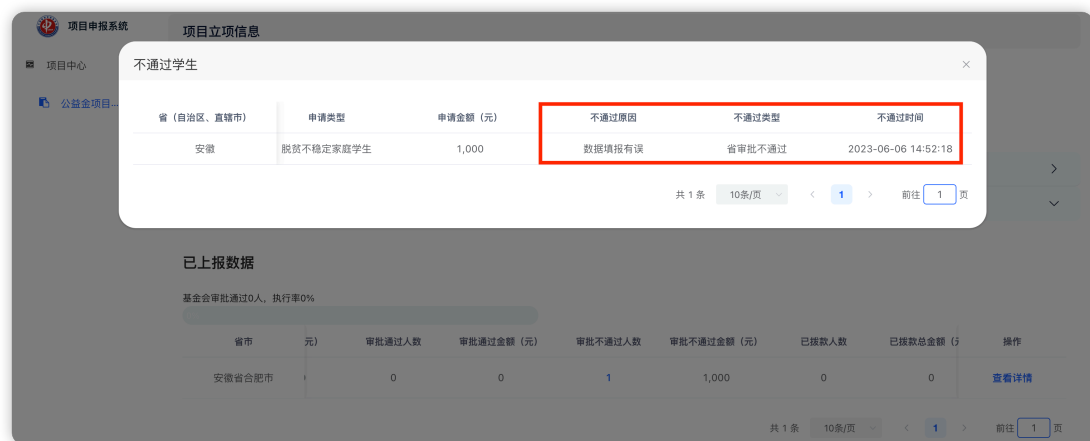 项目申报系统
项目立项信息
项目中心
公益金项目...
不通过学生
省（自治区、直辖市） 申请类型 申请金额（元） 不通过原因 不通过类型 不通过时间
安徽 脱贫不稳定家庭学生 1,000 数据填报有误 省审批不通过 2023-06-06 14:52:18
共 1 条 10条/页 1 前往 1 页
已上报数据
基金会审批通过0人，执行率0%
省市 元） 审批通过人数 审批通过金额（元） 审批不通过人数 审批不通过金额（元） 已拨款人数 已拨款总金额（ 操作
安徽省合肥市 0 0 1 1,000 0 0 查看详情
共 1 条 10条/页 1 前往 1 页